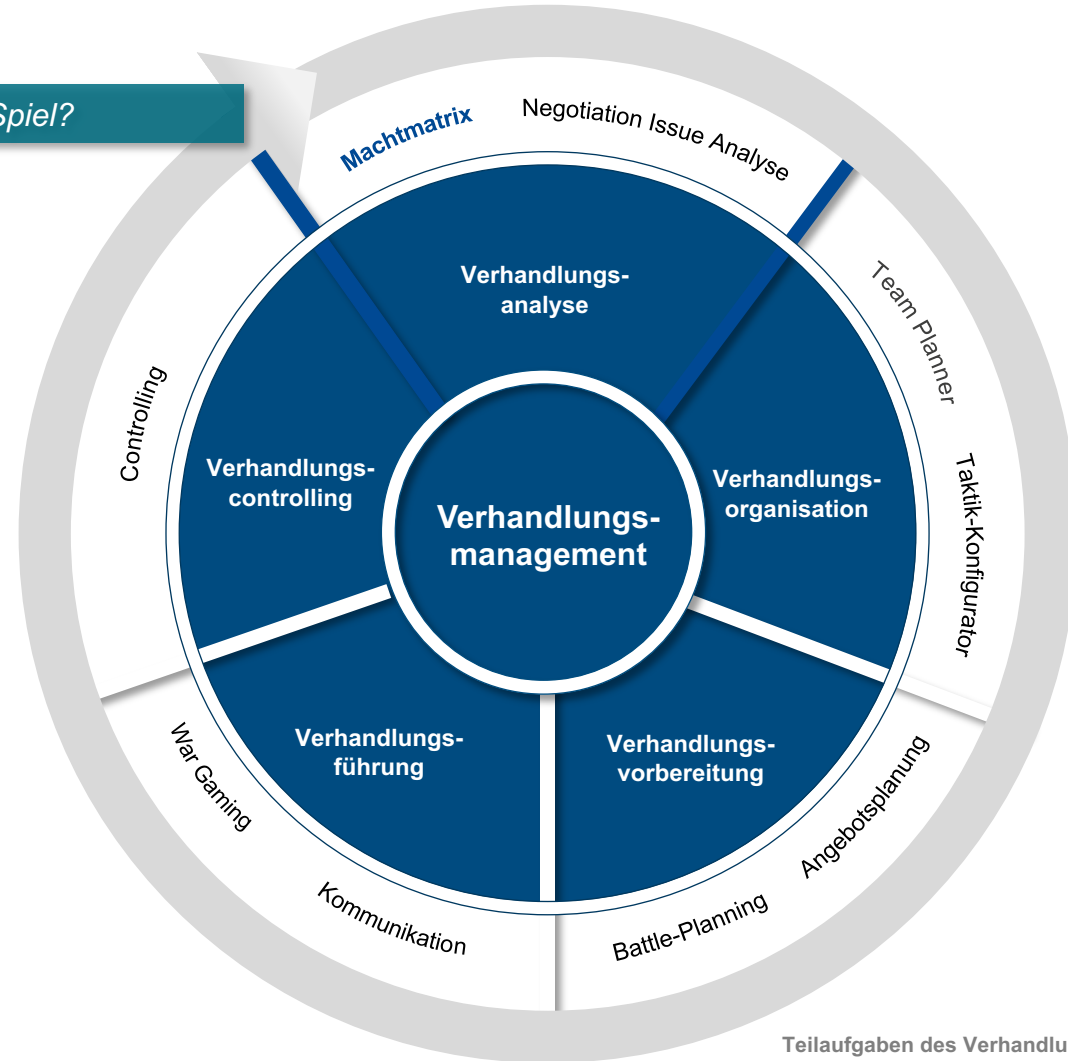 Spiel?
Machtmatrix
Negotiation Issue Analyse
Verhandlungs-
analyse
Team Planner
Controlling
Verhandlungs-
controlling
Verhandlungs-
management
Verhandlungs-
organisation
Taktik-Konfigurator
War Gaming
Verhandlungs-
führung
Verhandlungs-
vorbereitung
Angebotsplanung
Kommunikation
Battle-Planning
Teilaufgaben des Verhandlu